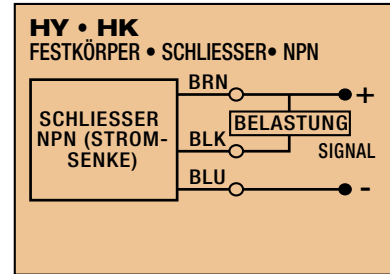 HY • HK
FESTKÖRPER • SCHLIESSER• NPN
BRN
+
SCHLIESSER
NPN (STROM-
SENKE)
BELASTUNG
BLK
SIGNAL
BLU
-